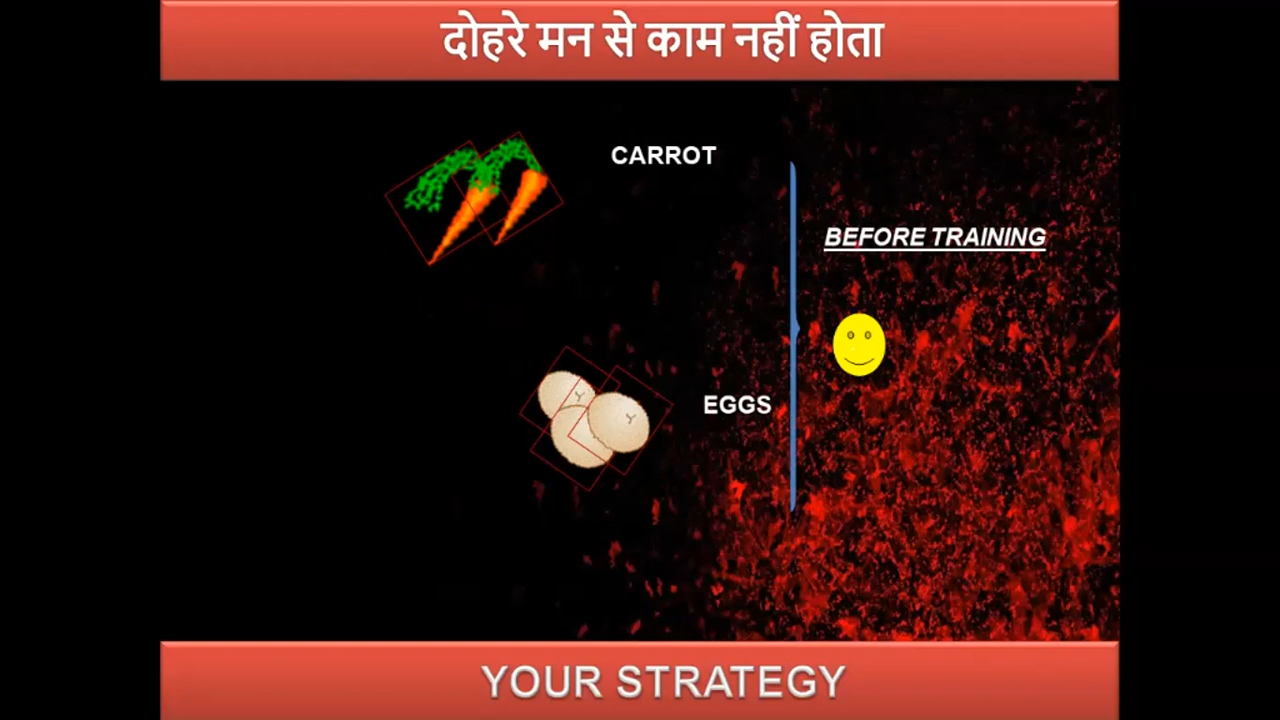 दोहरे मन से काम नहीं होता
CARROT
BEFORE TRAINING
EGGS
YOUR STRATEGY